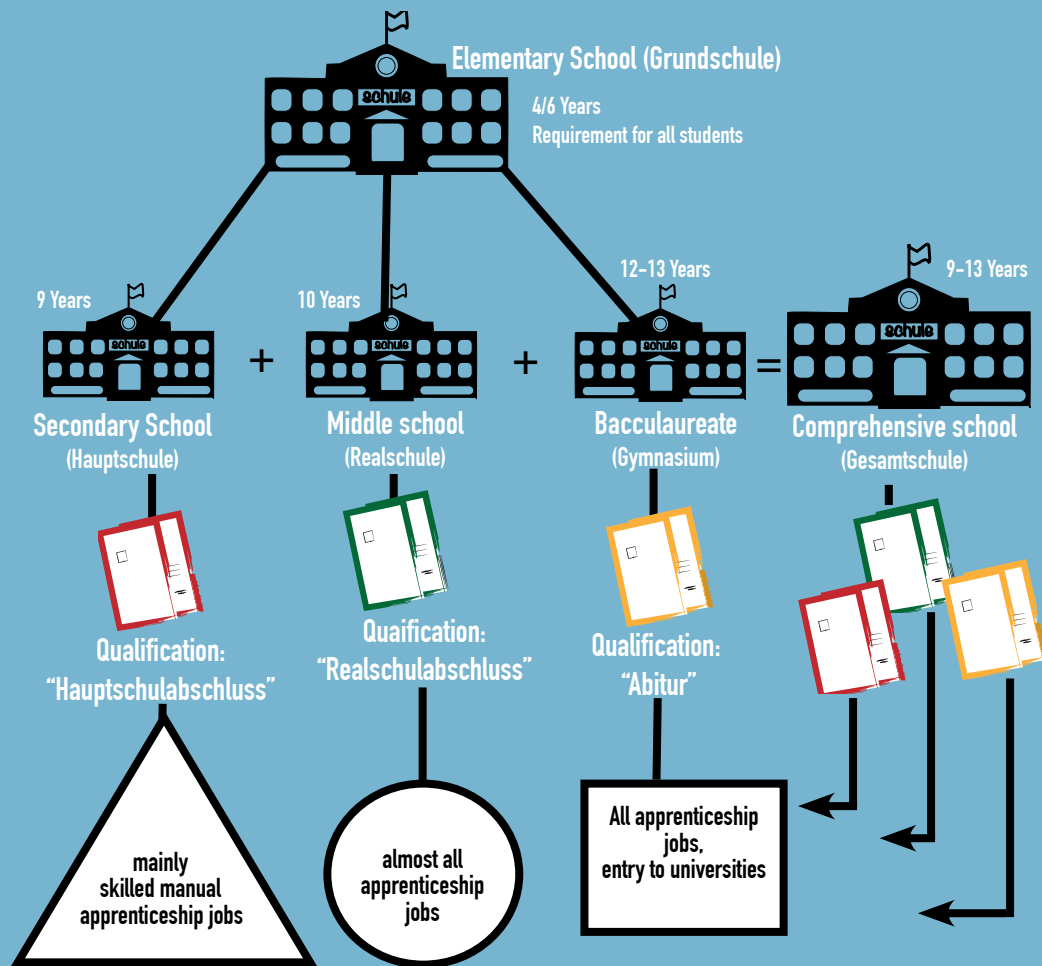 Elementary School (Grundschule)
schule
4/6 Years
Requirement for all students
9 Years
10 Years
12-13 Years
9-13 Years
schule
schule
schule
schule
+
+
=
Secondary School
(Hauptschule)
Middle school
(Realschule)
Bacculaureate
(Gymnasium)
Comprehensive school
(Gesamtschule)
Qualification:
“Hauptschulabschluss”
Quaification:
“Realschulabschluss”
Qualification:
“Abitur”
mainly
skilled manual
apprenticeship jobs
almost all
apprenticeship
jobs
All apprenticeship
jobs,
entry to universities